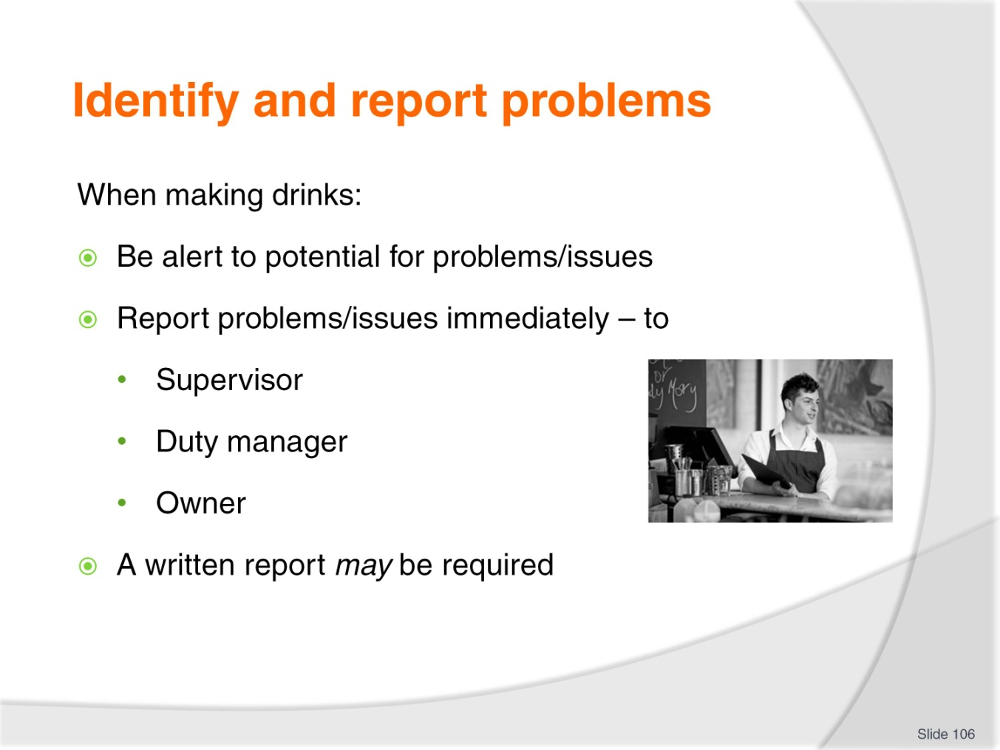 Identify and report problems
When making drinks:
Be alert to potential for problems/issues
Report problems/issues immediately – to
• Supervisor
• Duty manager
• Owner
A written report may be required
or
dy Mary
Slide 106